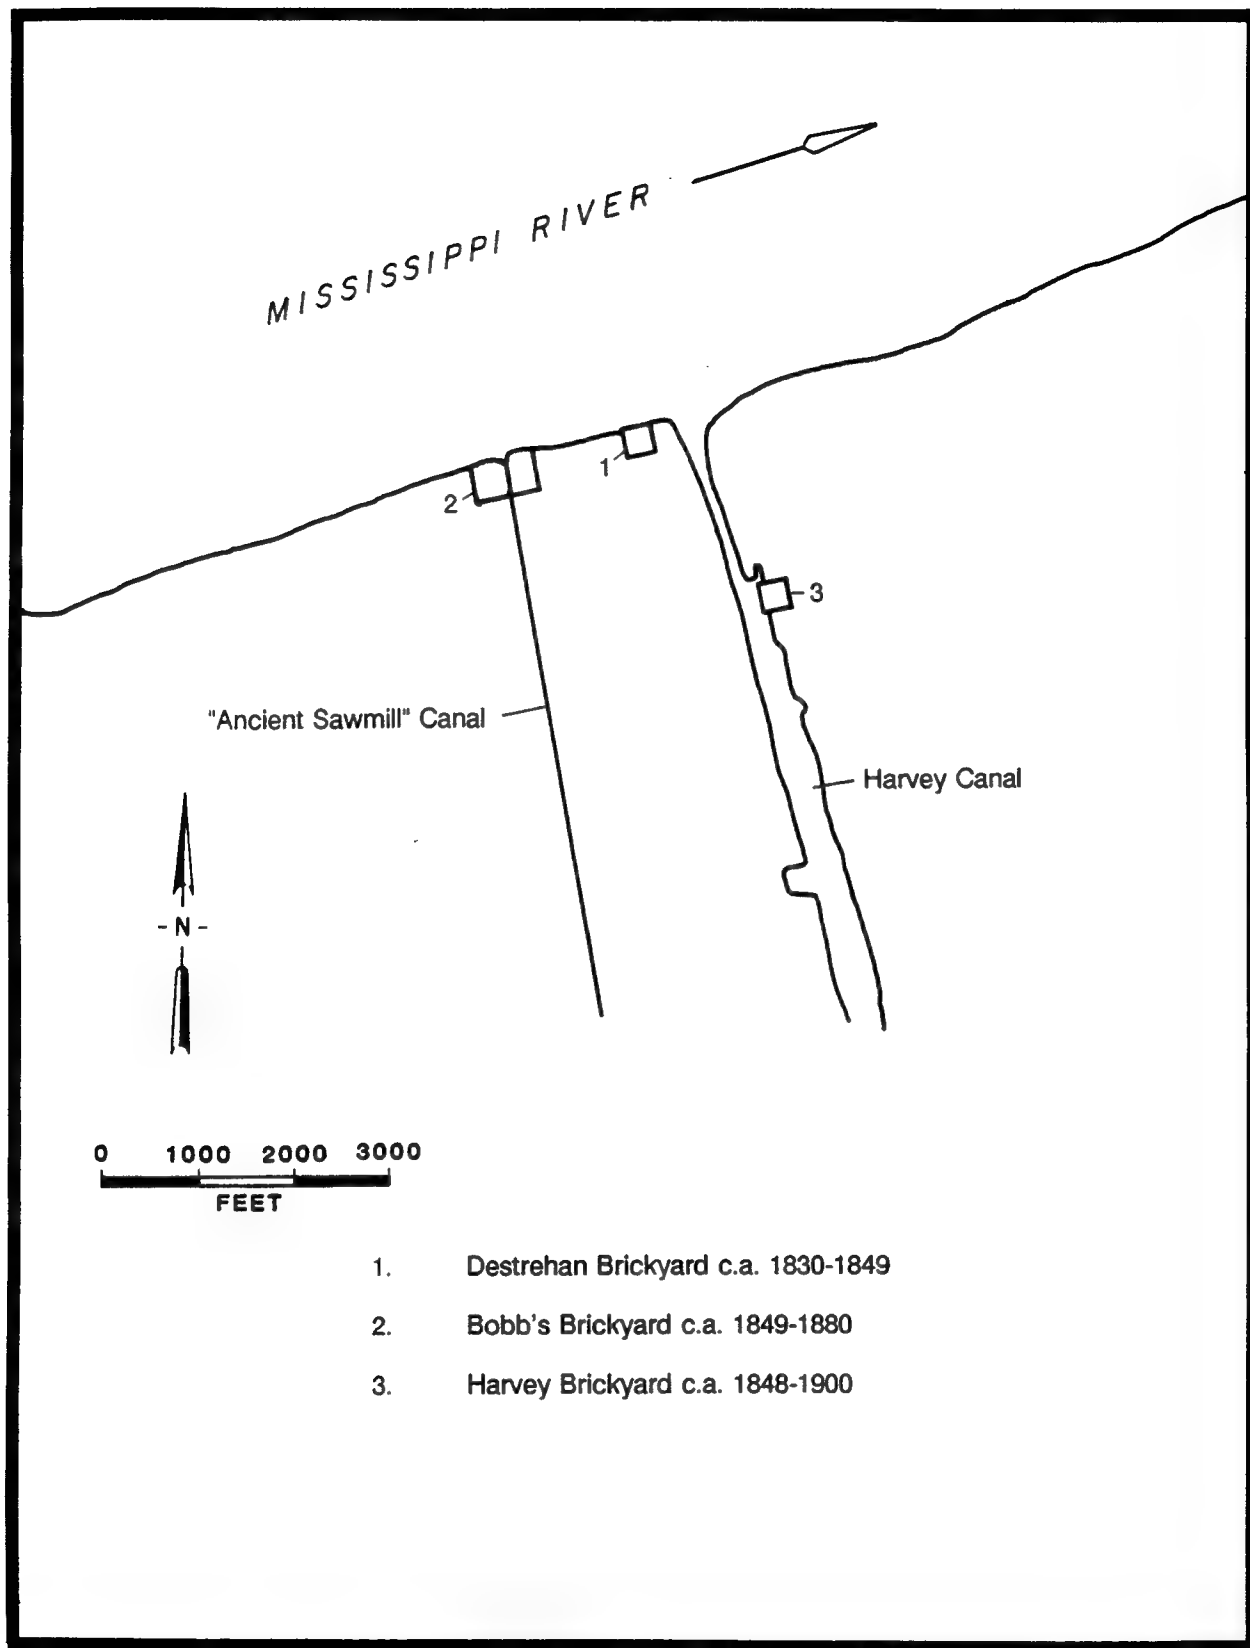 MISSISSIPPI RIVER
1
2
3
"Ancient Sawmill" Canal
Harvey Canal
- N -
0 1000 2000 3000
FEET
1. Destrehan Brickyard c.a. 1830-1849
2. Bobb's Brickyard c.a. 1849-1880
3. Harvey Brickyard c.a. 1848-1900